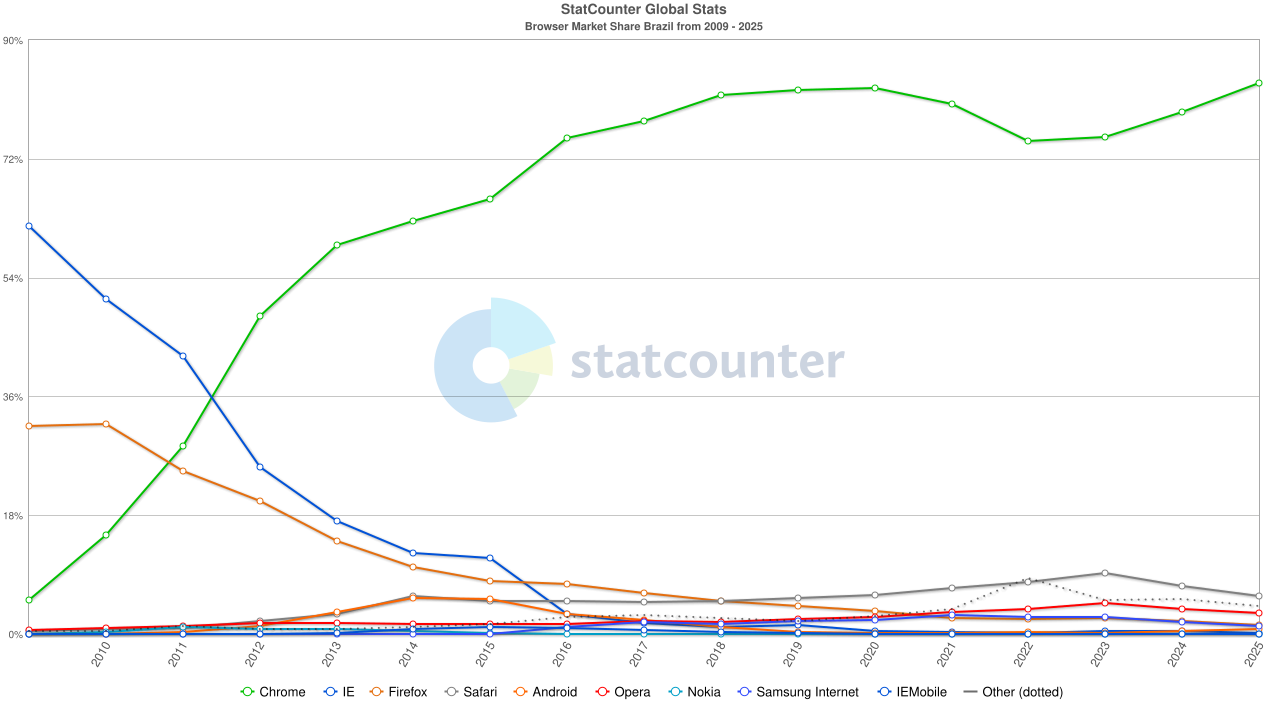 StatCounter Global Stats
Browser Market Share Brazil from 2009 - 2025
90%
72%
54%
36%
18%
0%
statcounter
2010 2011 2012 2013 2014 2015 2016 2017 2018 2019 2020 2021 2022 2023 2024 2025
Chrome IE Firefox Safari Android Opera Nokia Samsung Internet IEMobile Other (dotted)